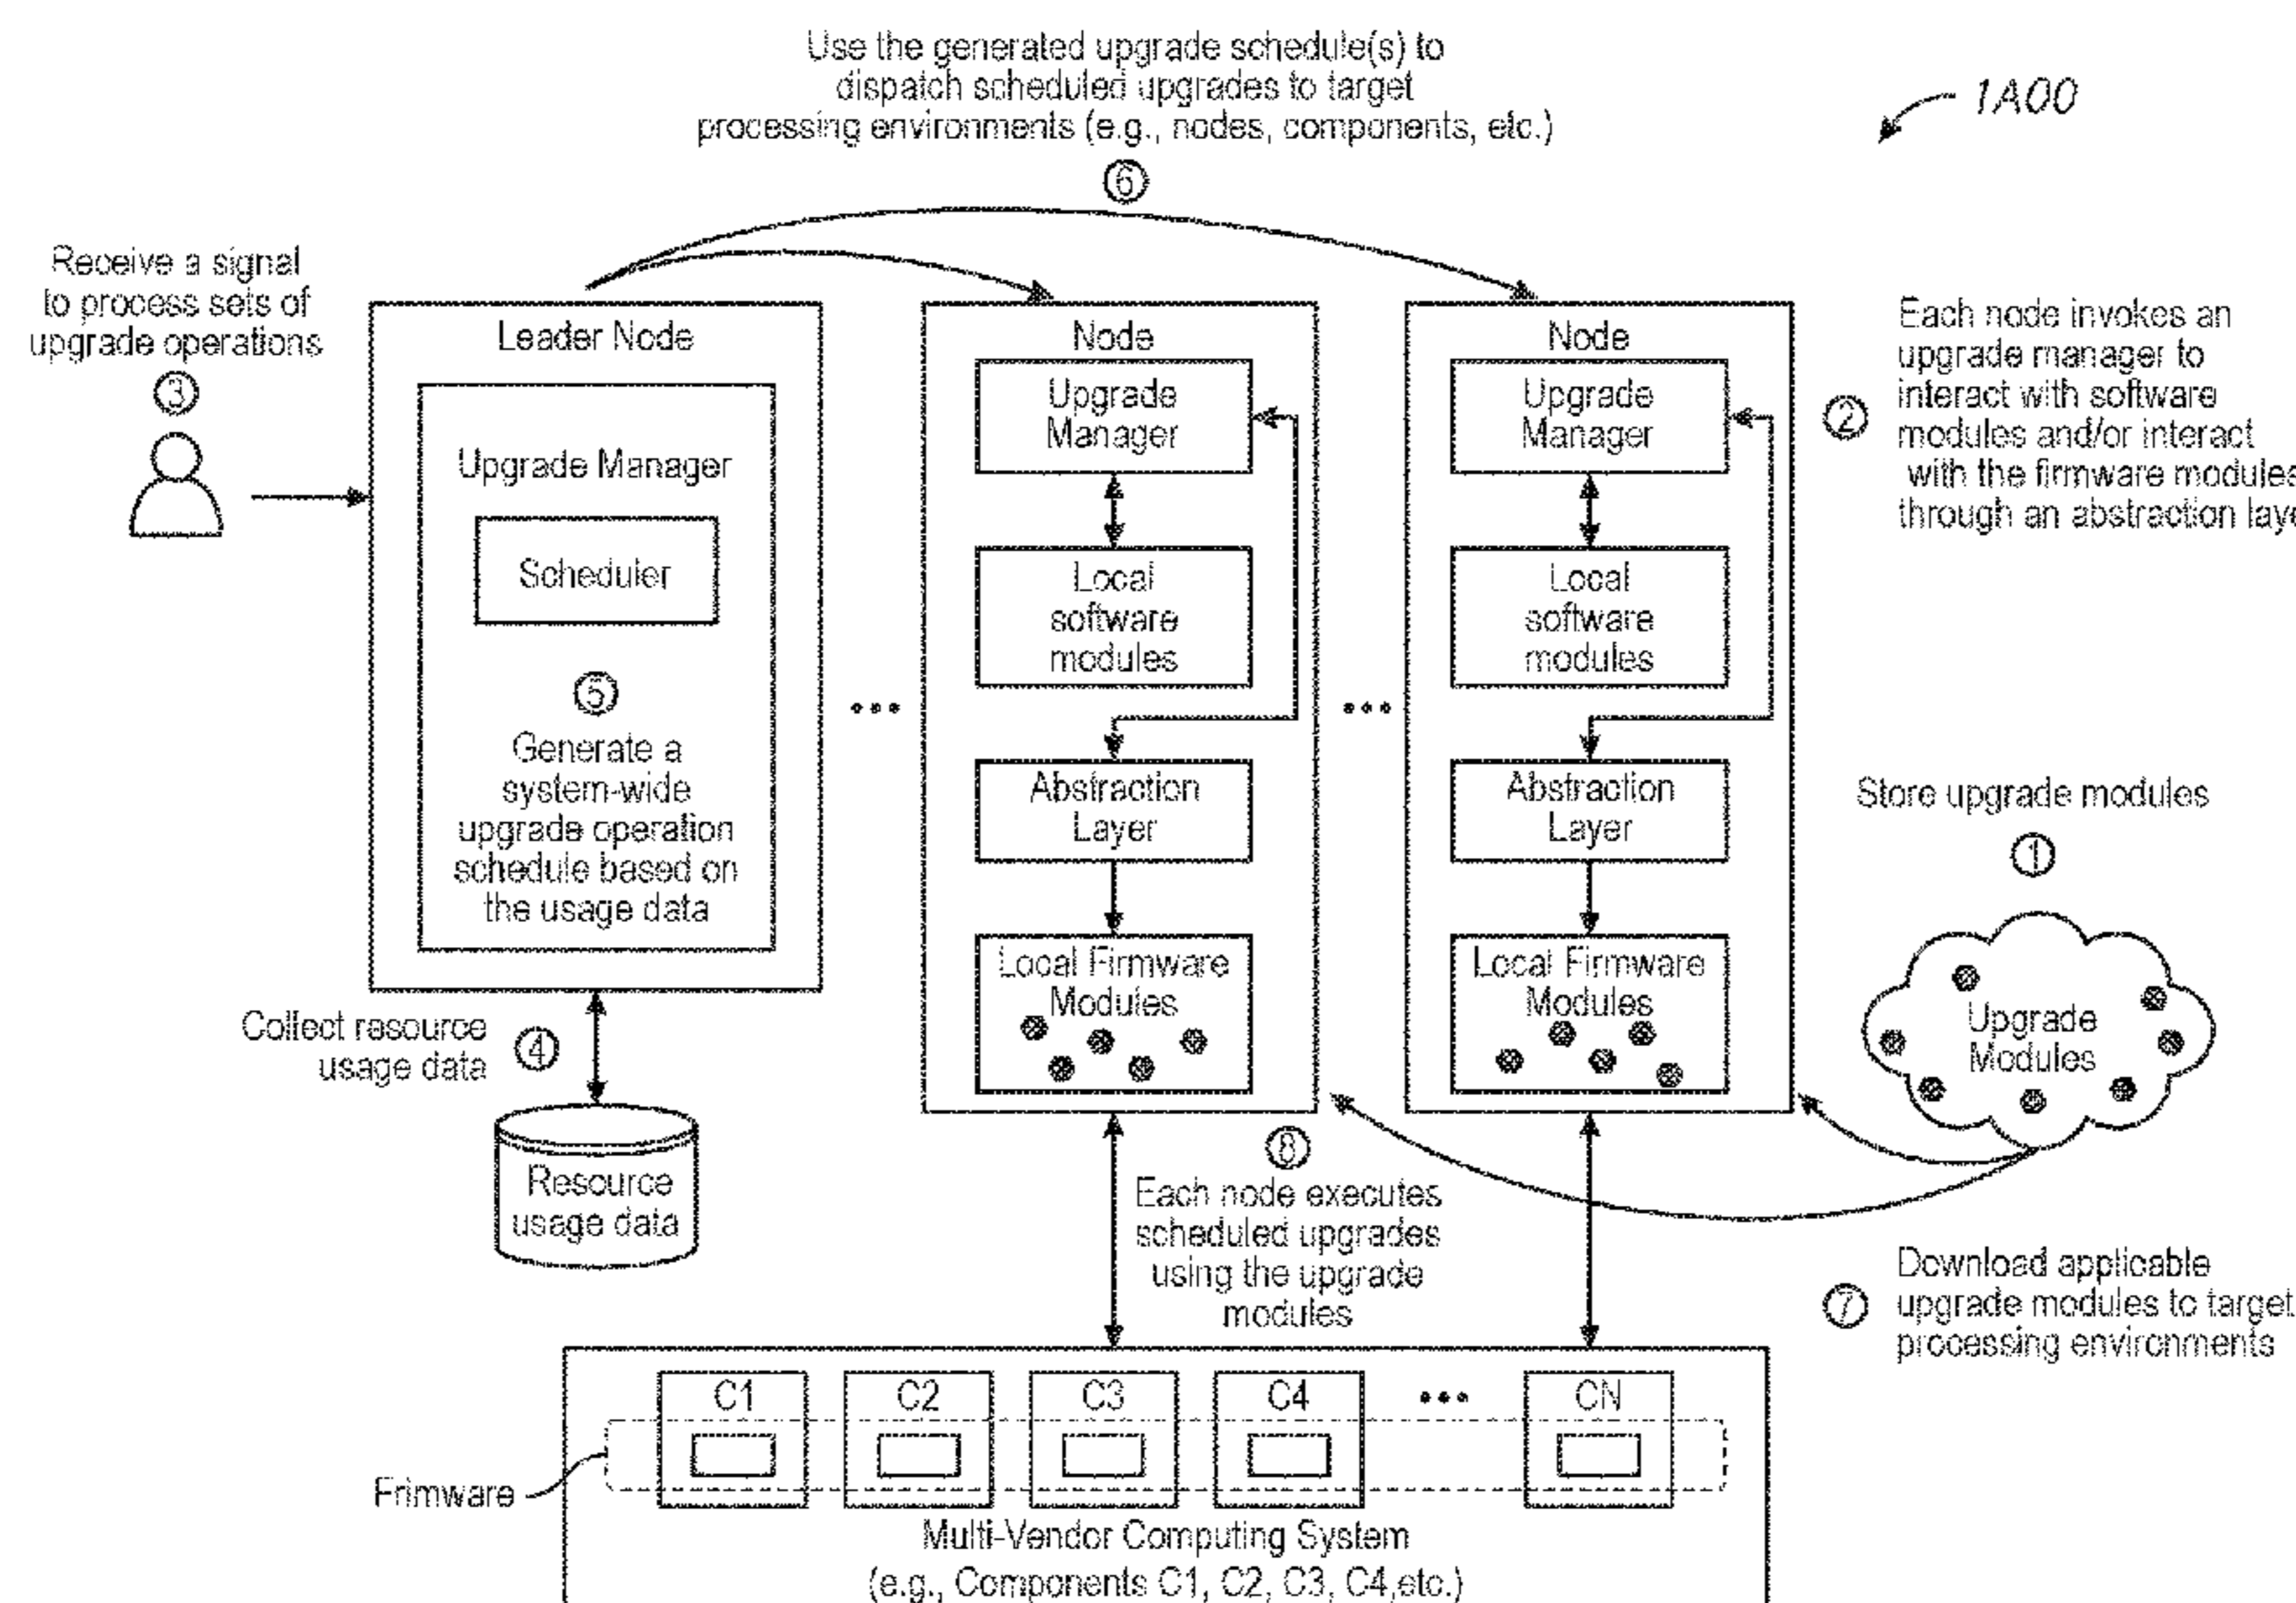 Use the generated upgrade schedule(s) to
dispatch scheduled upgrades to target
processing environments (e.g., nodes, components, etc.)
6
1A00
Receive a signal
to process sets of
upgrade operations
3
Leader Node
Upgrade Manager
Scheduler
5
Generate a
system-wide
upgrade operation
schedule based on
the usage data
Collect resource
usage data
4
Resource
usage data
...
Node
Upgrade
Manager
Local
software
modules
Abstraction
Layer
Local Firmware
Modules
...
Node
Upgrade
Manager
Local
software
modules
Abstraction
Layer
Local Firmware
Modules
2
Each node invokes an
upgrade manager to
interact with software
modules and/or interact
with the firmware modules
through an abstraction
Store upgrade modules
1
Upgrade
Modules
8
Each node executes
scheduled upgrades
using the upgrade
modules
7
Download applicable
upgrade modules to target
processing environments
C1
C2
C3
C4
...
CN
Frimware
Multi-Vendor Computing System
(e.g., Components C1, C2, C3, C4,etc.)